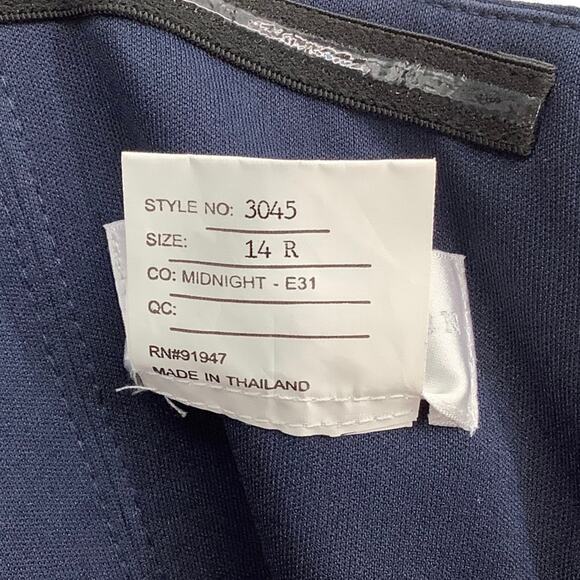 STYLE NO: 3045
SIZE: 14 R
CO: MIDNIGHT - E31
QC:
RN#91947
MADE IN THAILAND